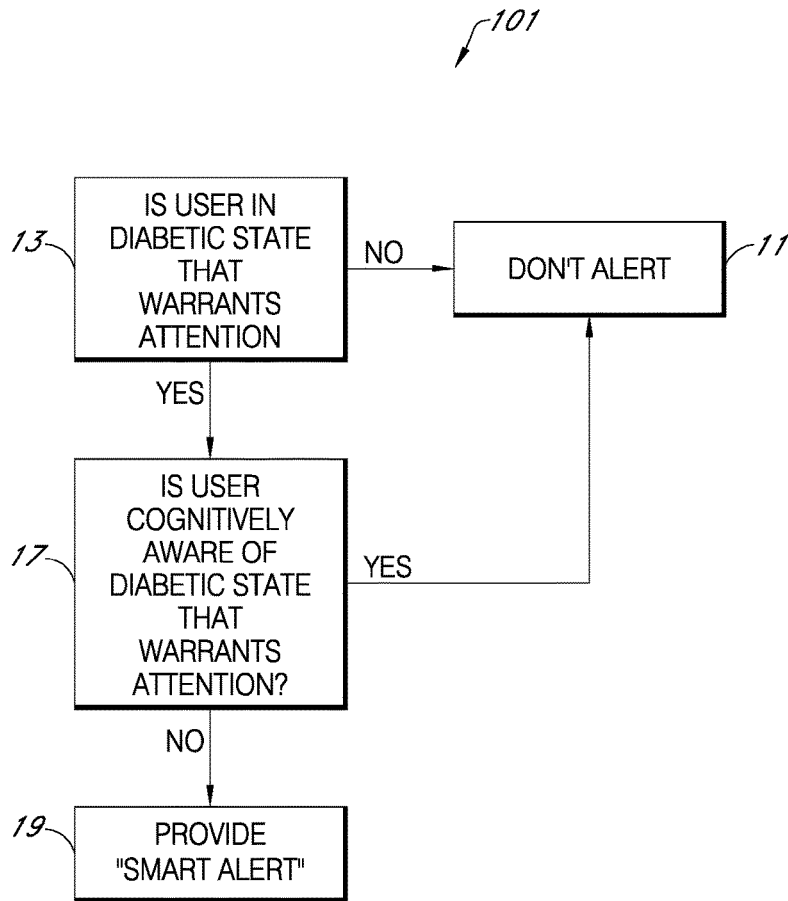 101
IS USER IN
DIABETIC STATE
THAT
WARRANTS
ATTENTION
13
NO
DON'T ALERT
11
YES
IS USER
COGNITIVELY
AWARE OF
DIABETIC STATE
THAT
WARRANTS
ATTENTION?
17
YES
NO
19
PROVIDE
"SMART ALERT"